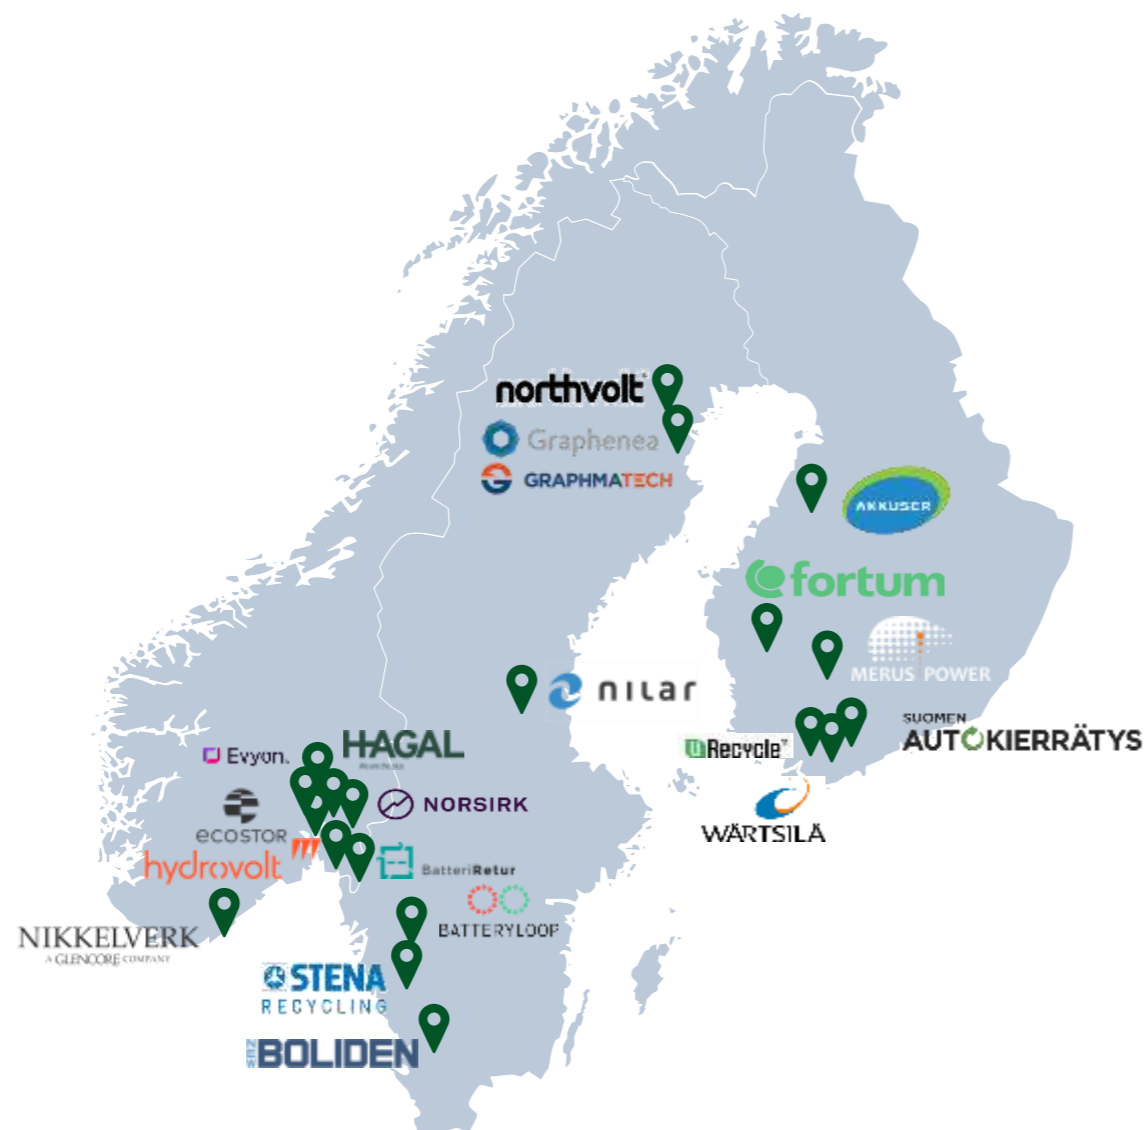 northvolt
Graphenea
GRAPHMATECH
AKKUSER
fortum
MERUS POWER
nilar
SUOMEN
AUTOKIERRÄTYS
uRecycle
WÄRTSILÄ
HAGAL
Evyon.
NORSIRK
ECOSTOR
hydrovolt
BatteriRetur
BATTERYLOOP
NIKKELVERK
A GLENCORE COMPANY
STENA
RECYCLING
NEW
BOLIDEN